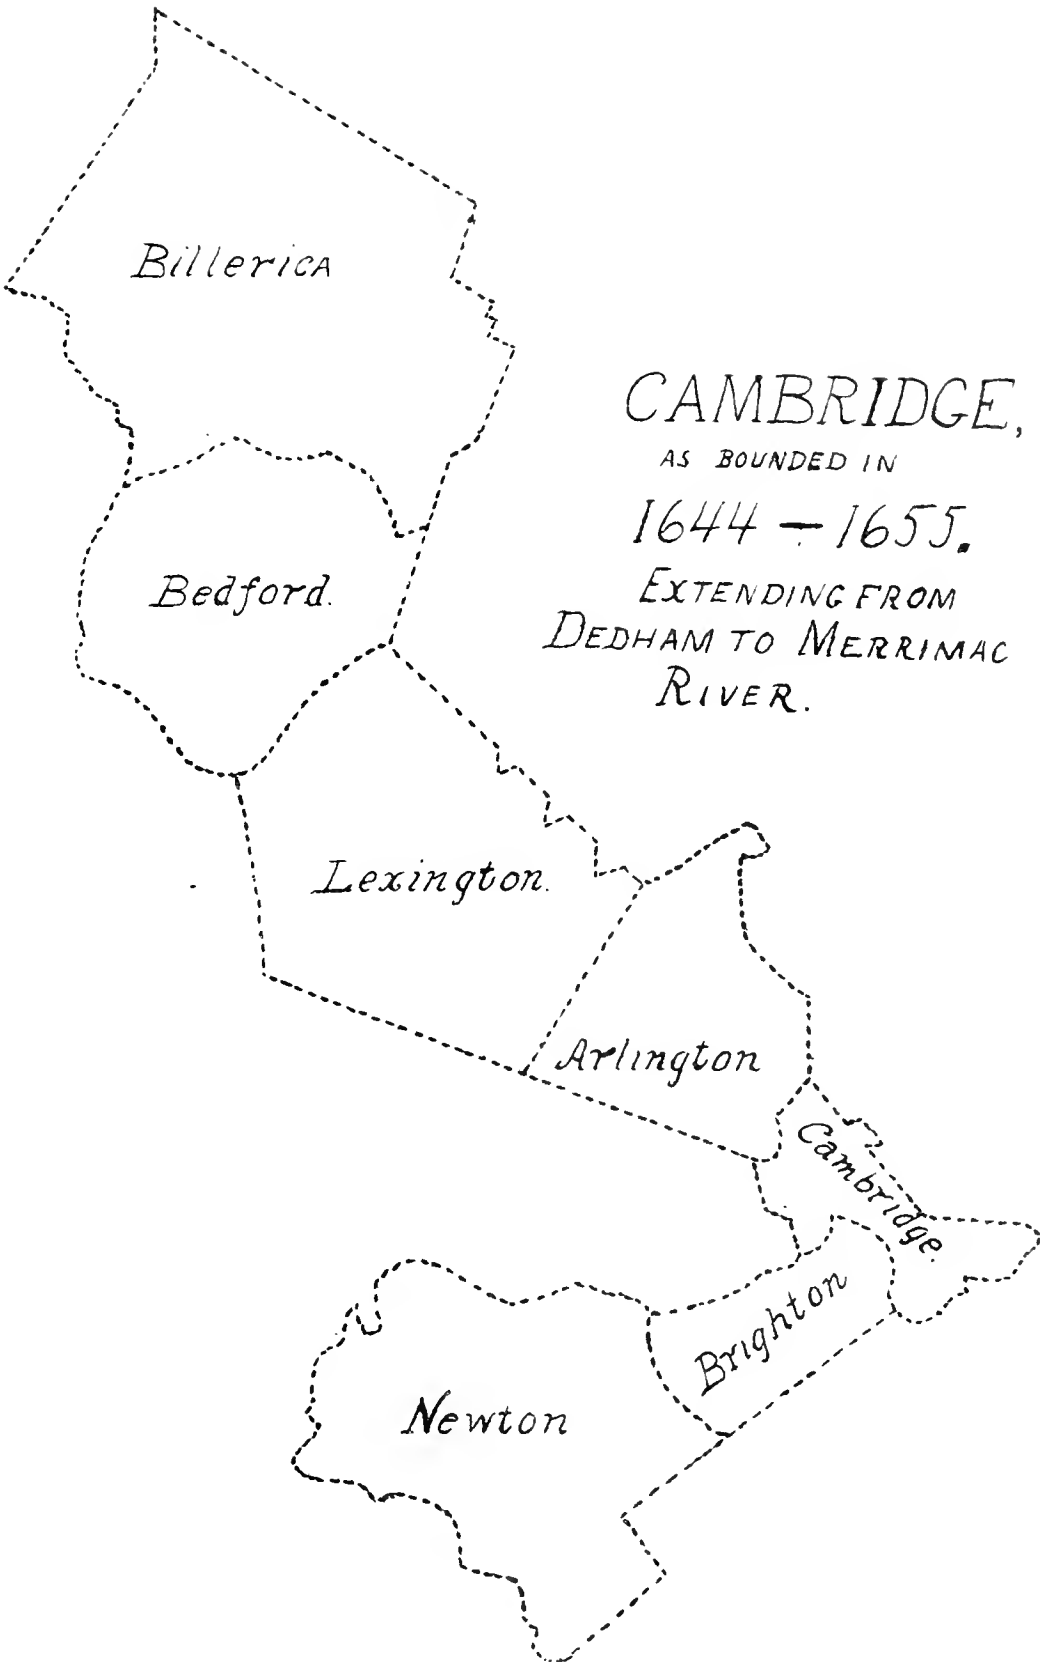 Billerica
CAMBRIDGE,
AS BOUNDED IN
1644 – 1655.
EXTENDING FROM
DEDHAM TO MERRIMAC
RIVER.
Bedford.
Lexington.
Arlington
Cambridge.
Brighton
Newton